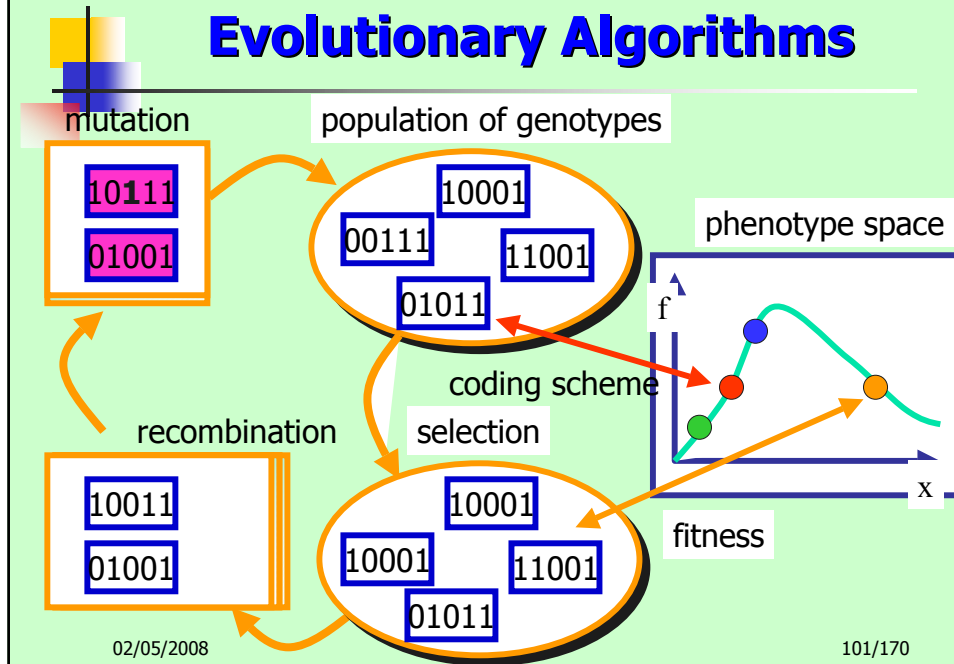 Evolutionary Algorithms
mutation
population of genotypes
10111
01001
10001
00111
11001
01011
phenotype space
f
x
coding scheme
recombination
selection
10011
01001
10001
10001
11001
01011
fitness
02/05/2008
101/170